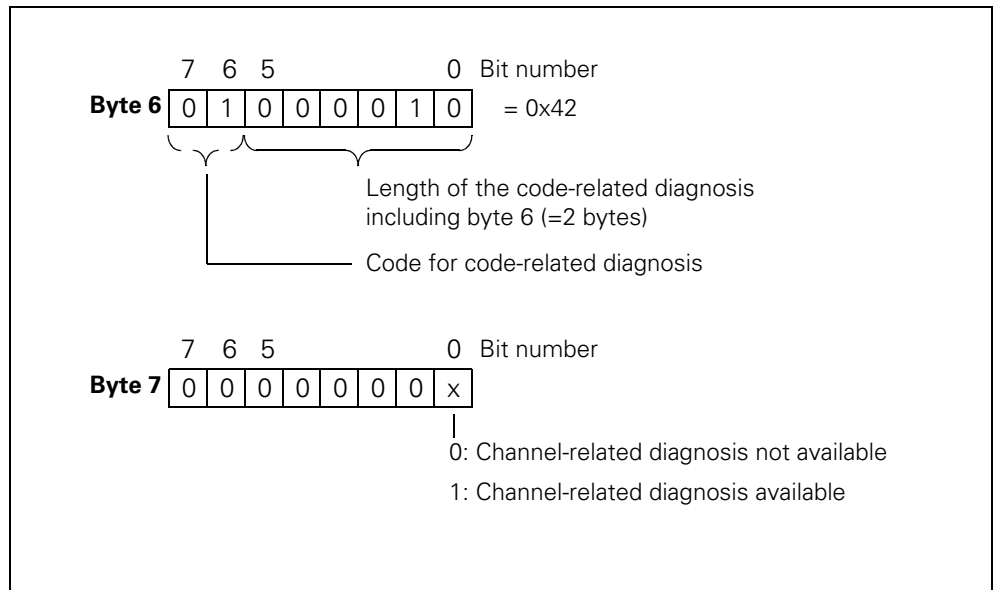 7 6 5 0 Bit number
Byte 6 0 1 0 0 0 0 1 0 = 0x42
Length of the code-related diagnosis
including byte 6 (=2 bytes)
Code for code-related diagnosis
7 6 5 0 Bit number
Byte 7 0 0 0 0 0 0 0 x
0: Channel-related diagnosis not available
1: Channel-related diagnosis available